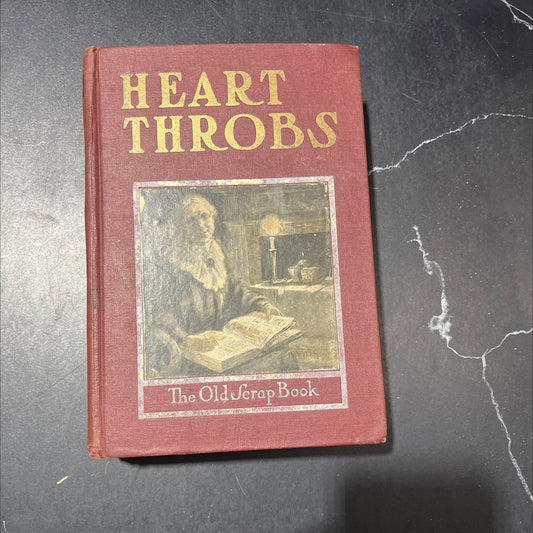 HEART
THROBS
The Old Scrap Book